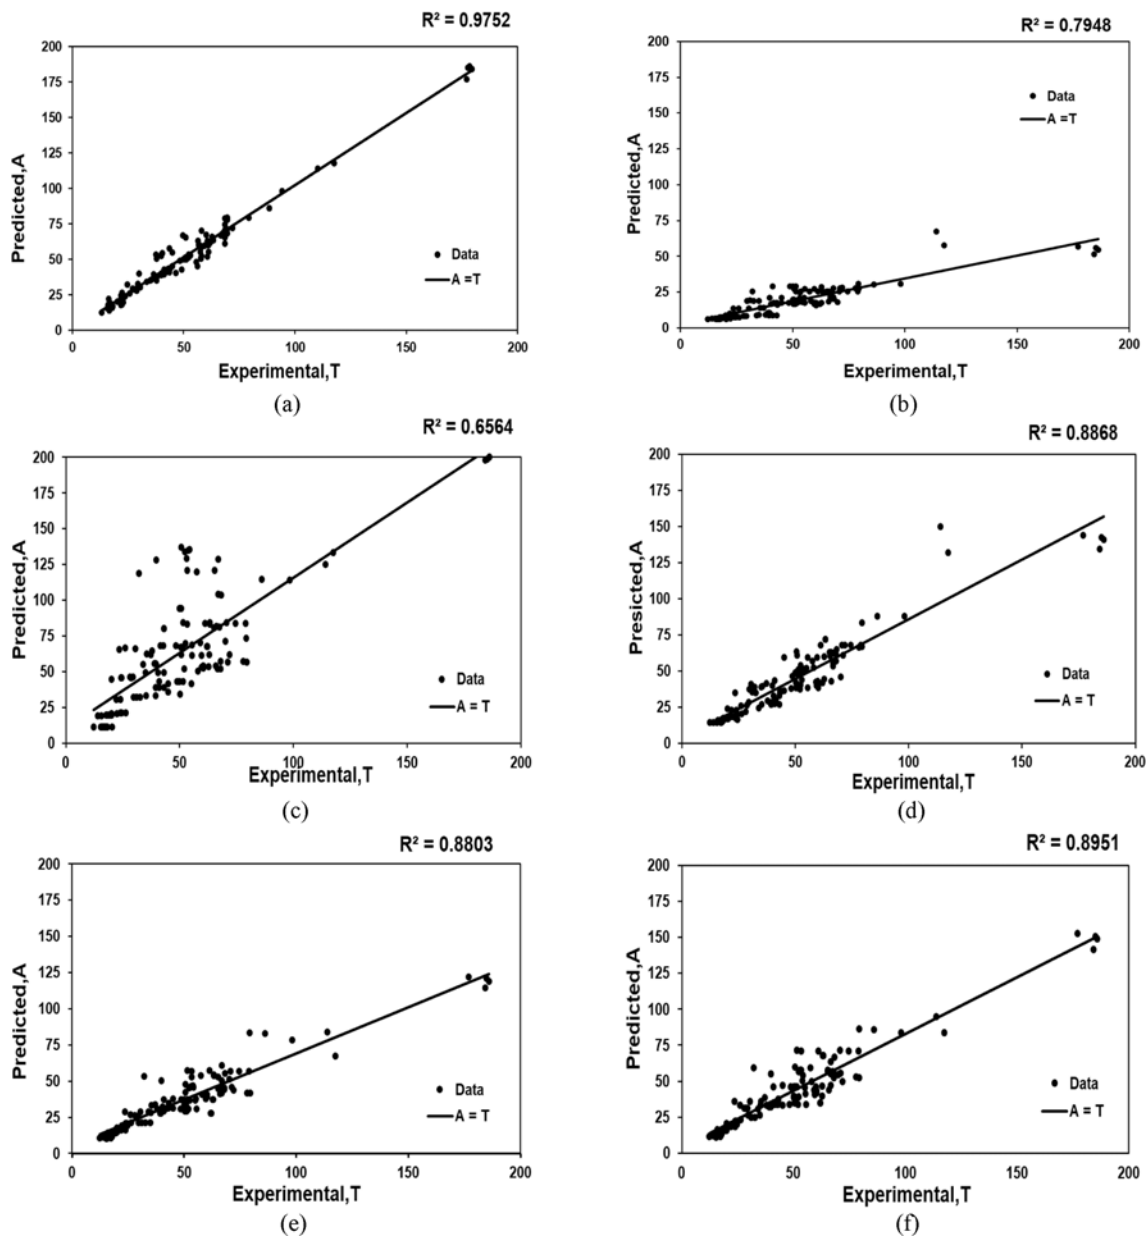 R² = 0.9752
200
175
150
125
100
75
50
25
0
Predicted,A
Data
A =T
0 50 100 150 200
Experimental,T
(a)
R² = 0.7948
200
175
150
125
100
75
50
25
0
Predicted,A
Data
A =T
0 50 100 150 200
Experimental,T
(b)
R² = 0.6564
200
175
150
125
100
75
50
25
0
Predicted,A
Data
A = T
0 50 100 150 200
Experimental,T
(c)
R² = 0.8868
200
175
150
125
100
75
50
25
0
Presicted,A
Data
A = T
0 50 100 150 200
Experimental,T
(d)
R² = 0.8803
200
175
150
125
100
75
50
25
0
Predicted,A
Data
A = T
0 50 100 150 200
Experimental,T
(e)
R² = 0.8951
200
175
150
125
100
75
50
25
0
Predicted,A
Data
A = T
0 50 100 150 200
Experimental,T
(f)